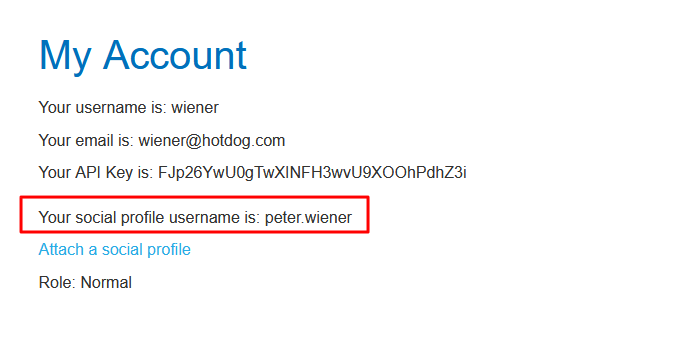 My Account
Your username is: wiener
Your email is: wiener@hotdog.com
Your API Key is: FJp26YwU0gTwXlNFH3wvU9XOOhPdhZ3i
Your social profile username is: peter.wiener
Attach a social profile
Role: Normal